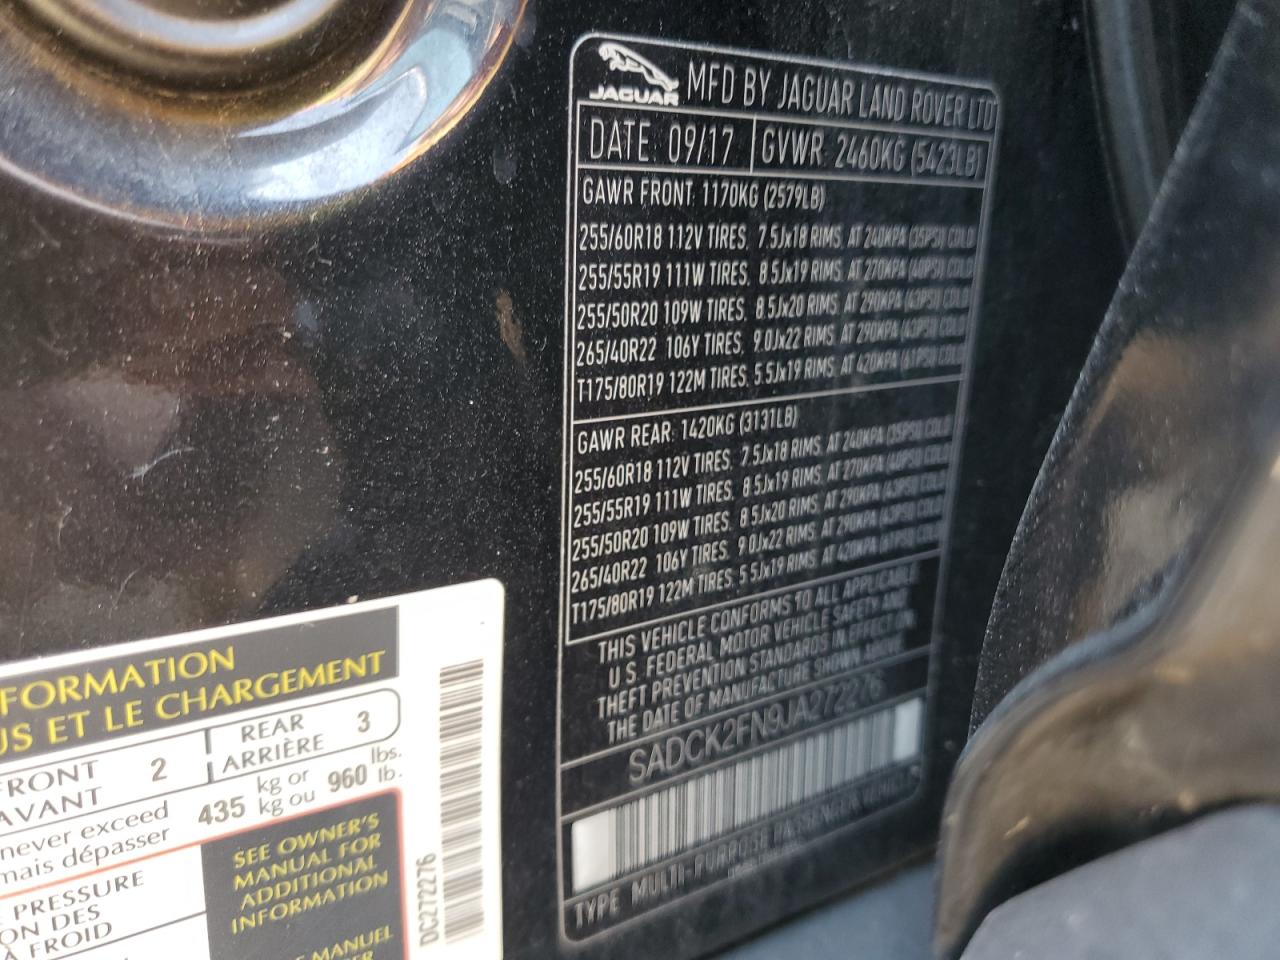 JAGUAR MFD BY JAGUAR LAND ROVER LTD
DATE: 09/17 GVWR: 2460KG (5423LB)
GAWR FRONT: 1170KG (2579LB)
255/60R18 112V TIRES, 7.5Jx18 RIMS, AT 240KPA (35PSI) COLD
255/55R19 111W TIRES, 8.5Jx19 RIMS, AT 270KPA (40PSI) COLD
255/50R20 109W TIRES, 8.5Jx20 RIMS, AT 290KPA (43PSI) COLD
265/40R22 106Y TIRES, 9.0Jx22 RIMS, AT 290KPA (43PSI) COLD
T175/80R19 122M TIRES, 5.5Jx19 RIMS, AT 420KPA (61PSI) COLD
GAWR REAR: 1420KG (3131LB)
255/60R18 112V TIRES, 7.5Jx18 RIMS, AT 240KPA (35PSI) COLD
255/55R19 111W TIRES, 8.5Jx19 RIMS, AT 270KPA (40PSI) COLD
255/50R20 109W TIRES, 8.5Jx20 RIMS, AT 290KPA (43PSI) COLD
265/40R22 106Y TIRES, 9.0Jx22 RIMS, AT 290KPA (43PSI) COLD
T175/80R19 122M TIRES, 5.5Jx19 RIMS, AT 420KPA (61PSI) COLD
THIS VEHICLE CONFORMS TO ALL APPLICABLE
U.S. FEDERAL MOTOR VEHICLE SAFETY AND
THEFT PREVENTION STANDARDS IN EFFECT ON
THE DATE OF MANUFACTURE SHOWN ABOVE
SADCK2FN9JA272276
TYPE MULTI-PURPOSE PASSENGER VEHICLE
FORMATION
US ET LE CHARGEMENT
FRONT 2 REAR 3
AVANT ARRIÈRE
never exceed 435 kg or 960 lbs.
mais dépasser kg ou lb.
PRESSURE
ON DES
À FROID
SEE OWNER'S
MANUAL FOR
ADDITIONAL
INFORMATION
MANUEL
DC272276